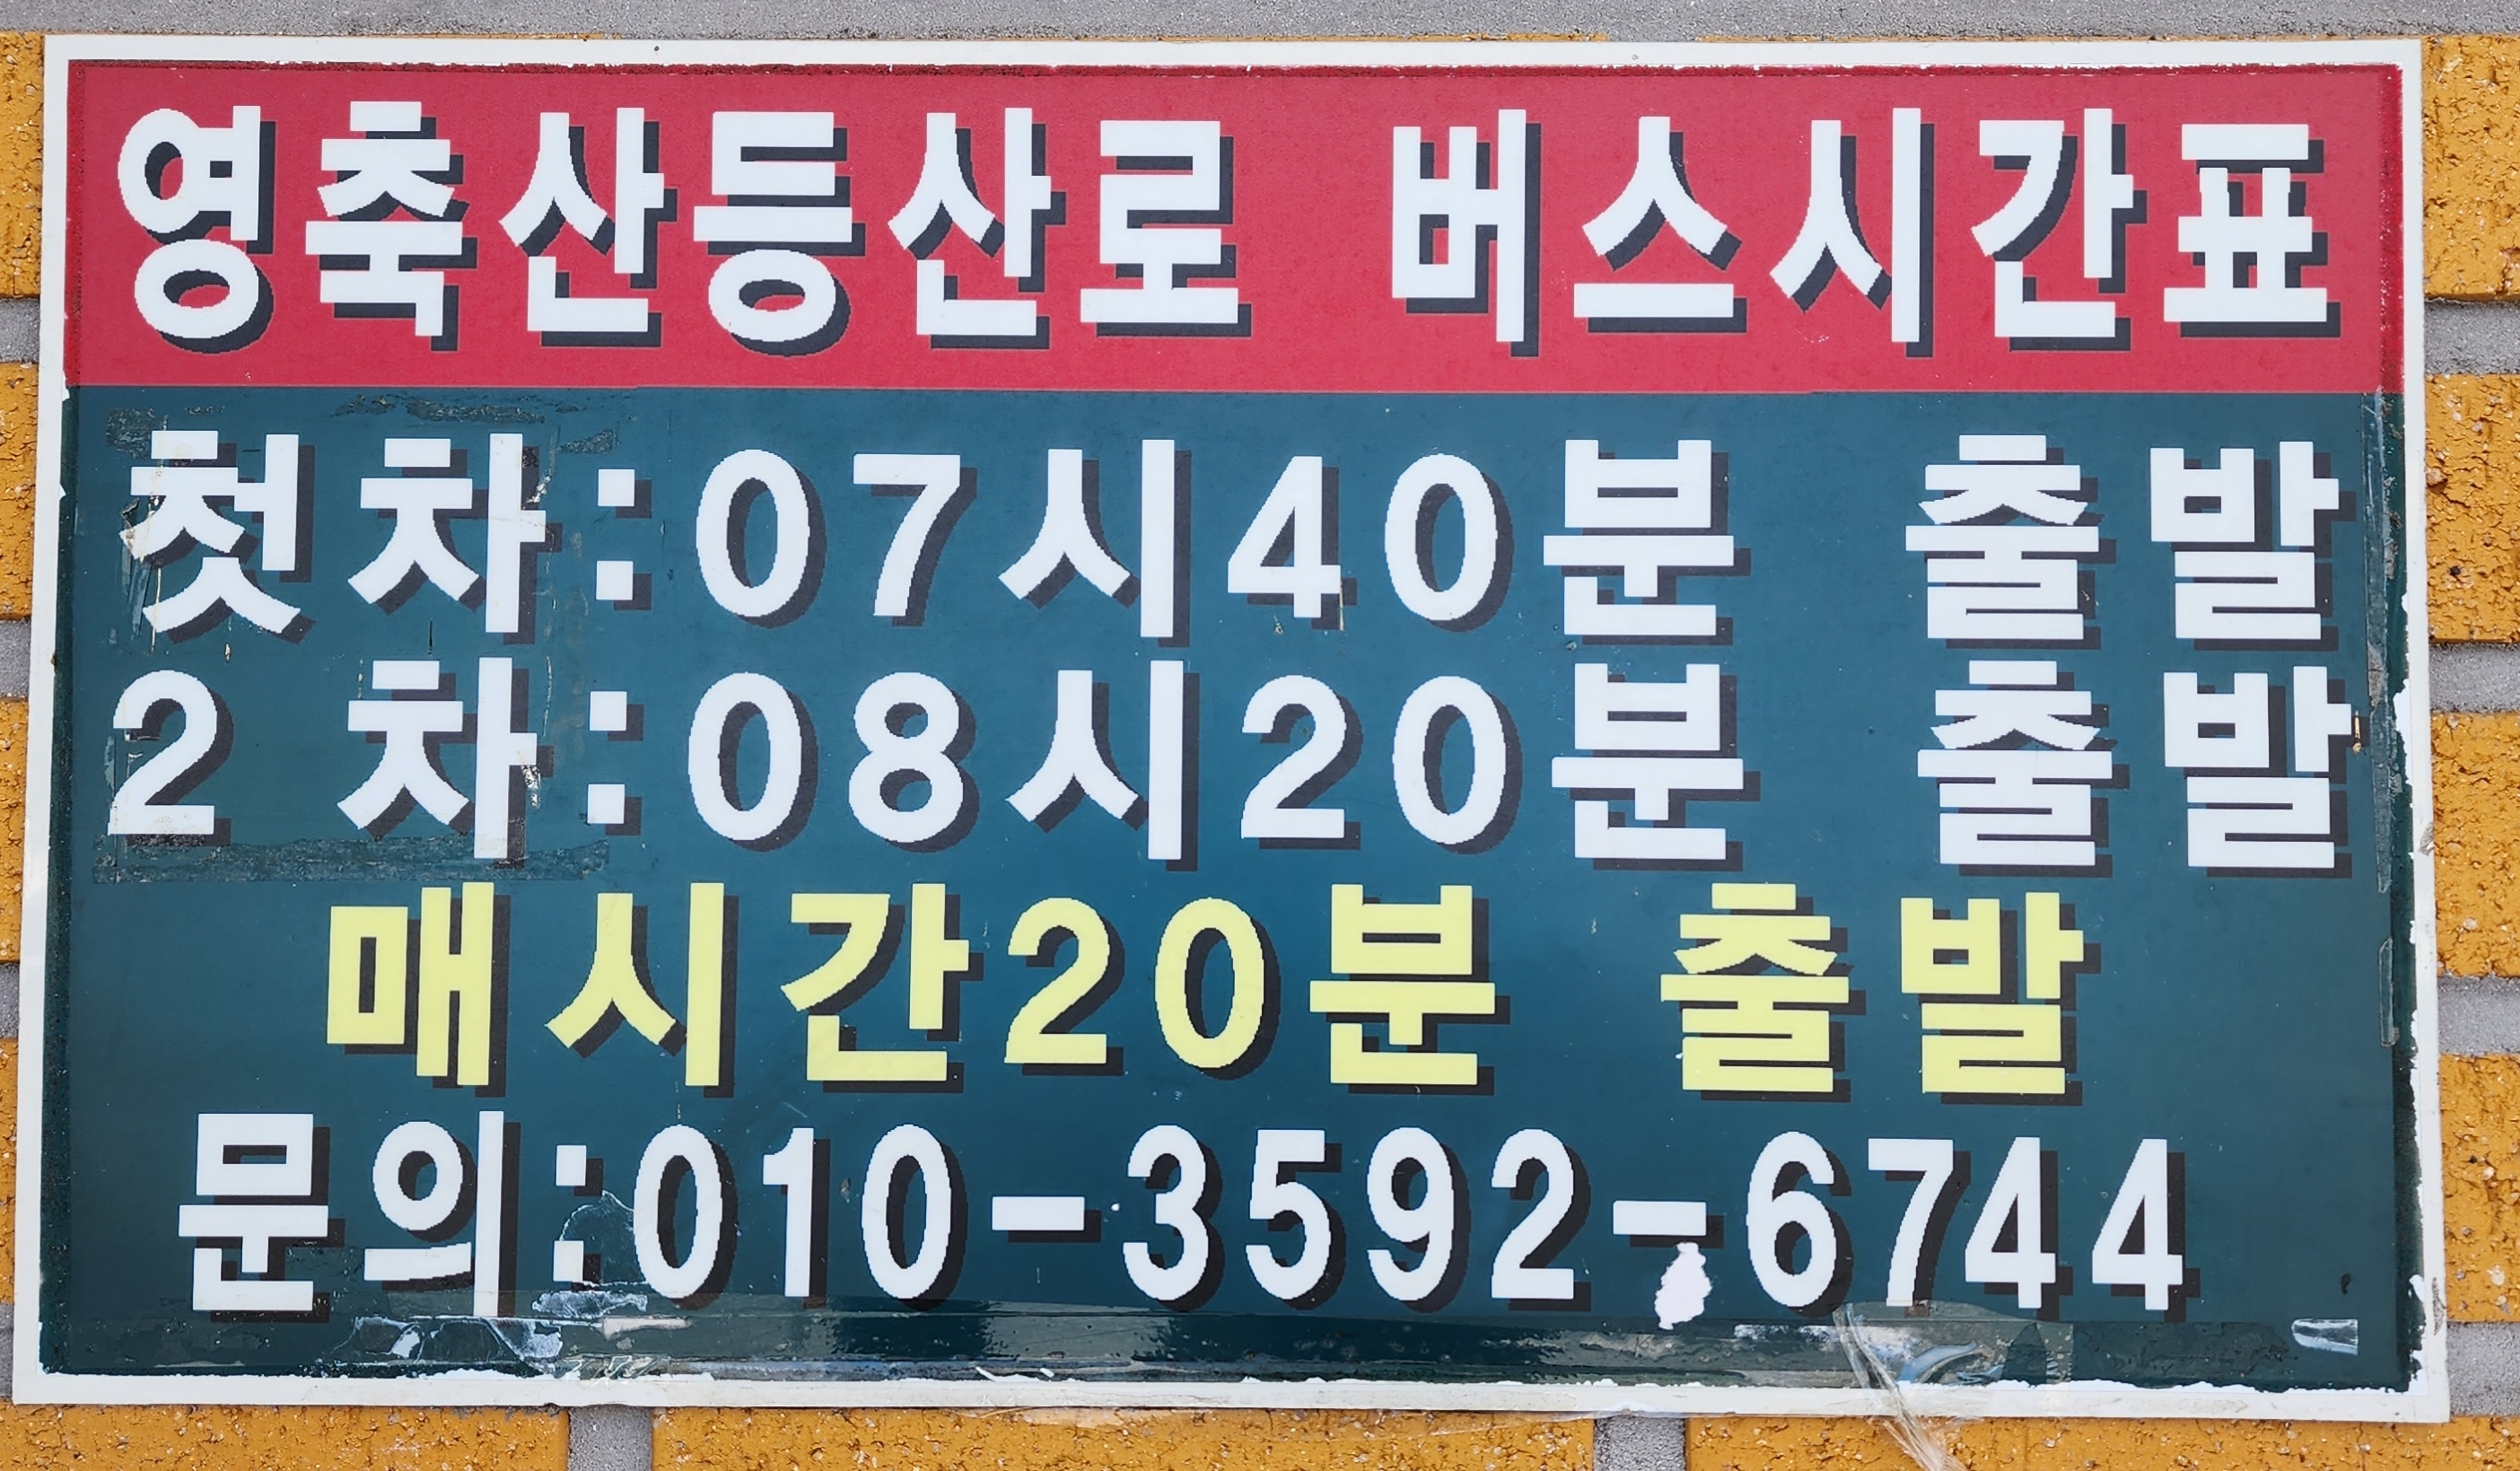 영축산등산로 버스시간표
첫차:07시40분 출발
2 차:08시20분 출발
매시간20분 출발
문의:010-3592-6744